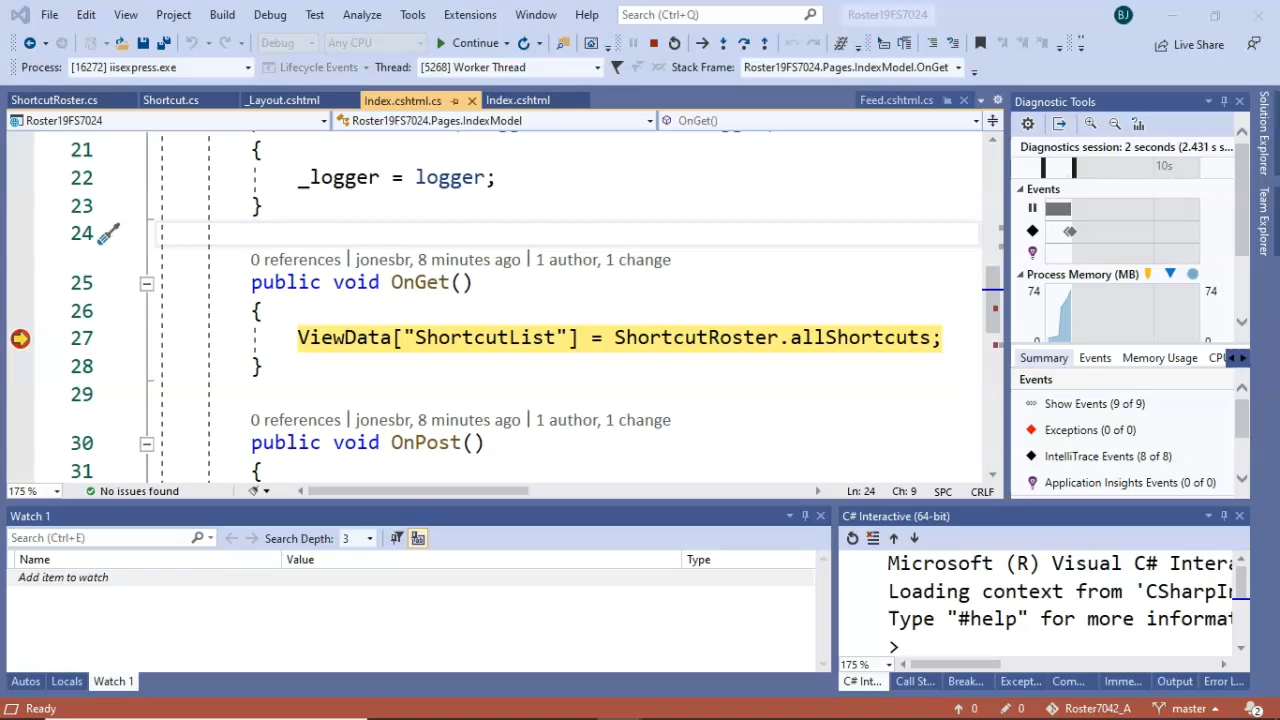 File Edit View Project Build Debug Test Analyze Tools Extensions Window Help Search (Ctrl+Q) Roster19FS7024 BJ
Debug Any CPU Continue Live Share
Process: [16272] iisexpress.exe Lifecycle Events Thread: [5268] Worker Thread Stack Frame: Roster19FS7024.Pages.IndexModel.OnGet
ShortcutRoster.cs Shortcut.cs _Layout.cshtml Index.cshtml.cs Index.cshtml Feed.cshtml.cs
Roster19FS7024 Roster19FS7024.Pages.IndexModel OnGet()
21 {
22 _logger = logger;
23 }
24
0 references | jonesbr, 8 minutes ago | 1 author, 1 change
25 public void OnGet()
26 {
27 ViewData["ShortcutList"] = ShortcutRoster.allShortcuts;
28 }
29
0 references | jonesbr, 8 minutes ago | 1 author, 1 change
30 public void OnPost()
31 {
175 % No issues found Ln: 24 Ch: 9 SPC CRLF
Diagnostic Tools
Diagnostics session: 2 seconds (2.431 s s...
10s
Events
Process Memory (MB)
74 74
Summary Events Memory Usage CPU
Events
Show Events (9 of 9)
Exceptions (0 of 0)
IntelliTrace Events (8 of 8)
Application Insights Events (0 of 0)
Solution Explorer
Team Explorer
Watch 1
Search (Ctrl+E) Search Depth: 3
Name Value Type
Add item to watch
Autos Locals Watch 1
C# Interactive (64-bit)
Microsoft (R) Visual C# Intera
Loading context from 'CSharpIn
Type "#help" for more informat
>
175 %
C# Int... Call St... Break... Except... Com... Imme... Output Error L...
Ready 0 0 Roster7042_A master 2